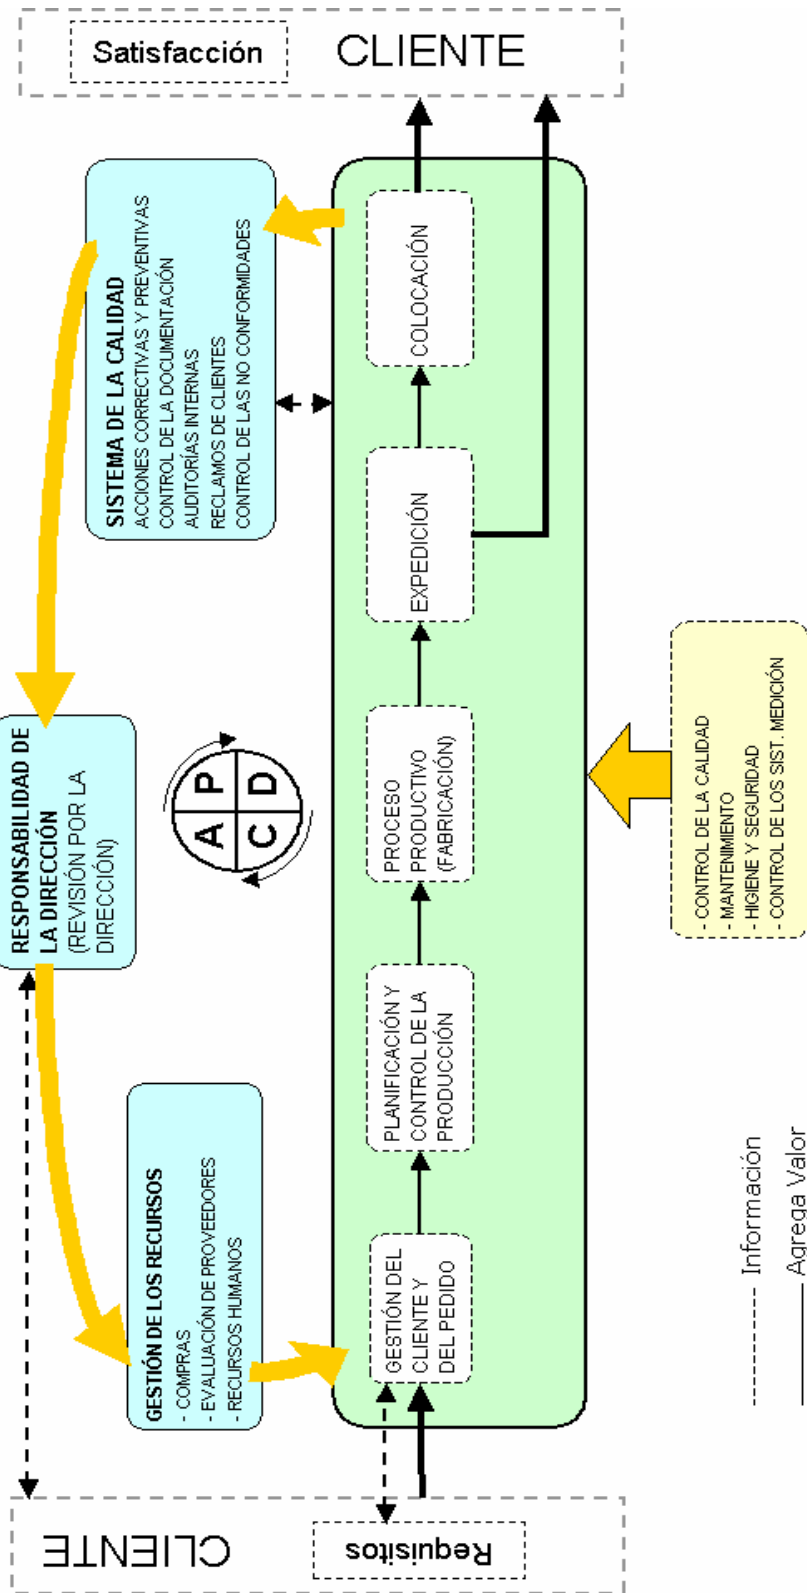 CLIENTE
Requisitos
GESTIÓN DE LOS RECURSOS
- COMPRAS
- EVALUACIÓN DE PROVEEDORES
- RECURSOS HUMANOS
RESPONSABILIDAD DE
LA DIRECCIÓN
(REVISIÓN POR LA
DIRECCIÓN)
SISTEMA DE LA CALIDAD
ACCIONES CORRECTIVAS Y PREVENTIVAS
CONTROL DE LA DOCUMENTACIÓN
AUDITORÍAS INTERNAS
RECLAMOS DE CLIENTES
CONTROL DE LAS NO CONFORMIDADES
A P
C D
GESTIÓN DEL
CLIENTE Y
DEL PEDIDO
PLANIFICACIÓN Y
CONTROL DE LA
PRODUCCIÓN
PROCESO
PRODUCTIVO
(FABRICACIÓN)
EXPEDICIÓN
COLOCACIÓN
Satisfacción
CLIENTE
- CONTROL DE LA CALIDAD
- MANTENIMIENTO
- HIGIENE Y SEGURIDAD
- CONTROL DE LOS SIST. MEDICIÓN
Información
Agrega Valor